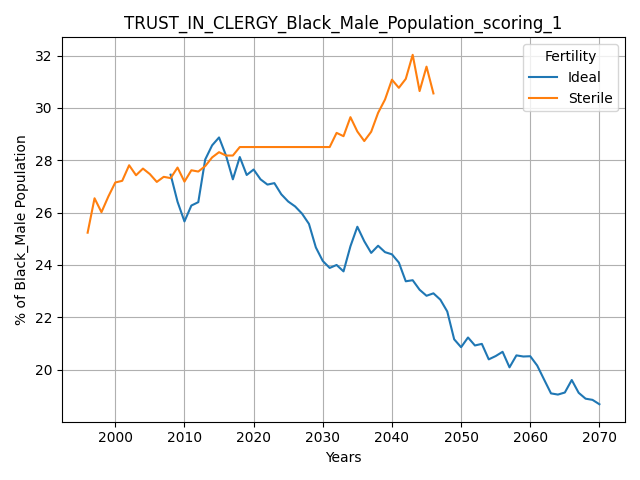 TRUST_IN_CLERGY_Black_Male_Population_scoring_1
Fertility
Ideal
Sterile
% of Black_Male Population
32
30
28
26
24
22
20
2000
2010
2020
2030
2040
2050
2060
2070
Years